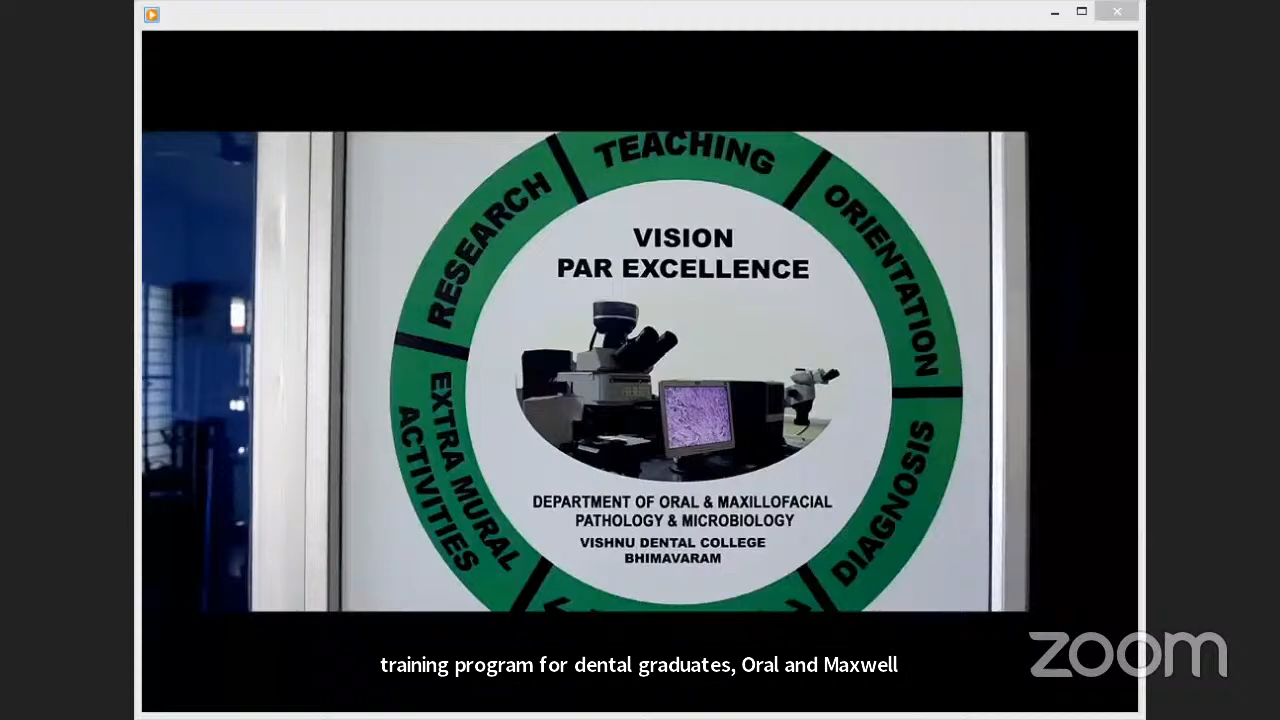 TEACHING
RESEARCH
ORIENTATION
VISION
PAR EXCELLENCE
EXTRA MURAL
ACTIVITIES
DIAGNOSIS
DEPARTMENT OF ORAL & MAXILLOFACIAL
PATHOLOGY & MICROBIOLOGY
VISHNU DENTAL COLLEGE
BHIMAVARAM
training program for dental graduates, Oral and Maxwell
zoom